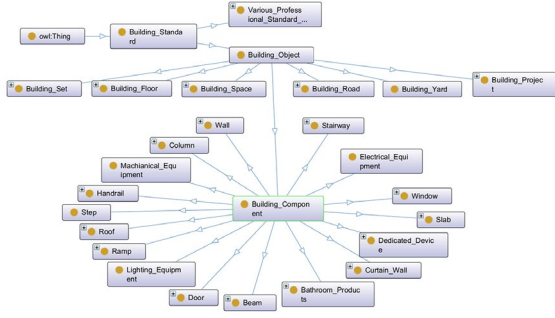 Various_Profess
ional_Standard_...
owl:Thing
Building_Standa
rd
Building_Object
Building_Set
Building_Floor
Building_Space
Building_Road
Building_Yard
Building_Projec
t
Wall
Stairway
Column
Machianical_Equ
ipment
Electrical_Equi
pment
Handrail
Window
Building_Compon
ent
Step
Slab
Roof
Ramp
Dedicated_Devic
e
Lighting_Equipm
ent
Curtain_Wall
Door
Beam
Bathroom_Produc
ts